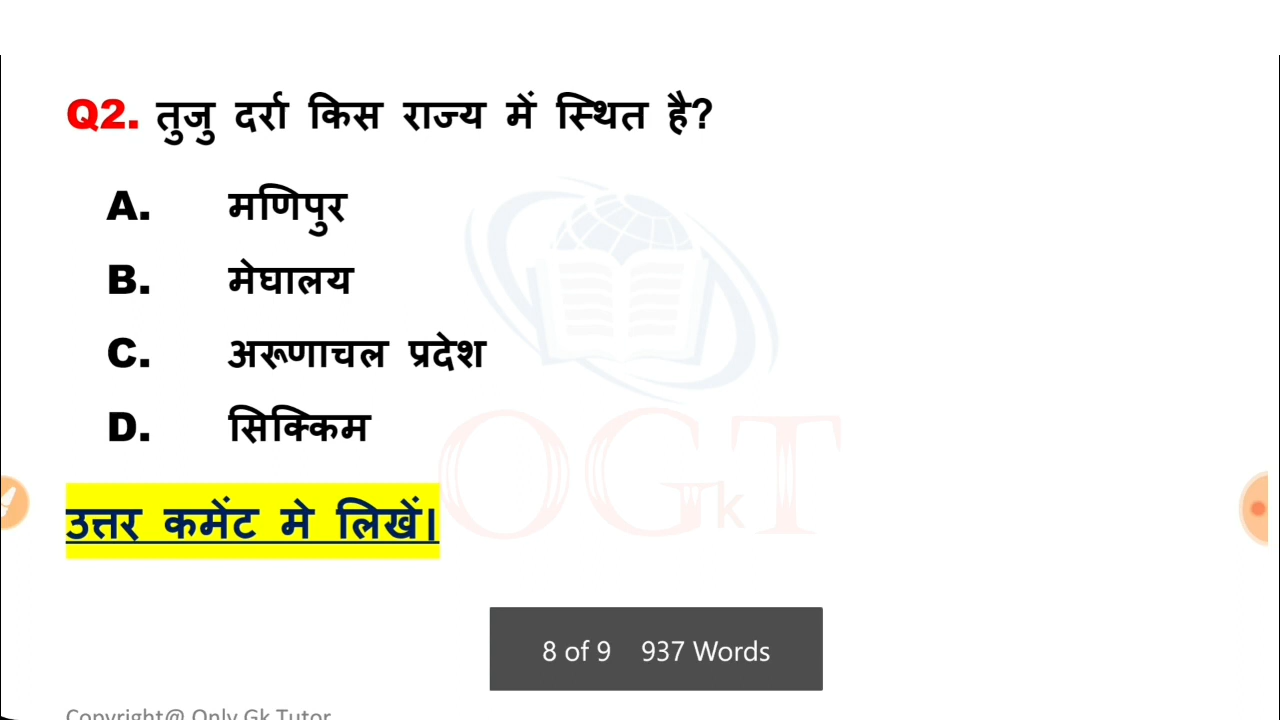 Q2. तुजु दर्रा किस राज्य में स्थित है?
A. मणिपुर
B. मेघालय
C. अरूणाचल प्रदेश
D. सिक्किम
उत्तर कमेंट मे लिखें।
OGkT
8 of 9 937 Words
Copyright@ Only Gk Tutor